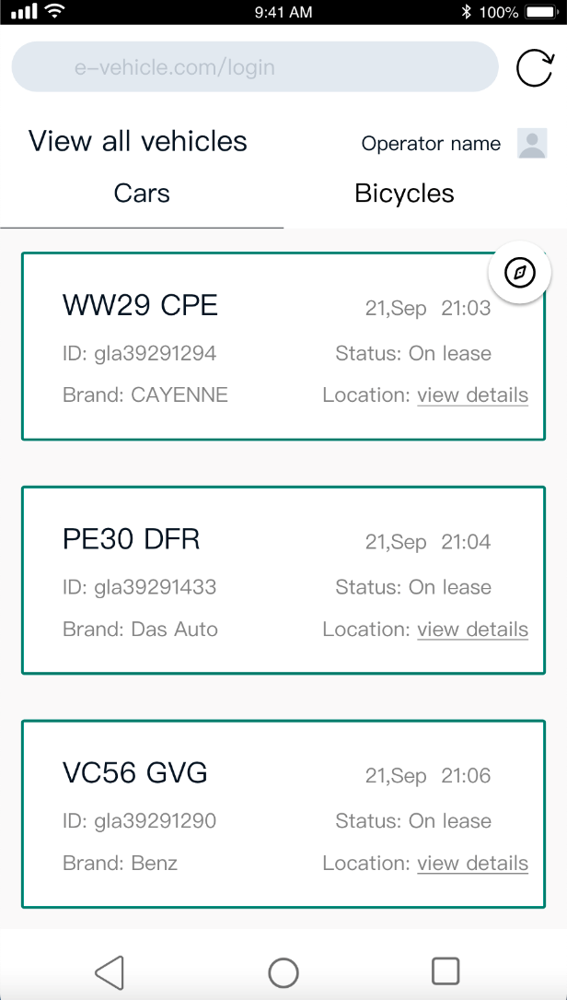 9:41 AM 100%
e-vehicle.com/login
View all vehicles Operator name
Cars Bicycles
WW29 CPE 21,Sep 21:03
ID: gla39291294 Status: On lease
Brand: CAYENNE Location: view details
PE30 DFR 21,Sep 21:04
ID: gla39291433 Status: On lease
Brand: Das Auto Location: view details
VC56 GVG 21,Sep 21:06
ID: gla39291290 Status: On lease
Brand: Benz Location: view details